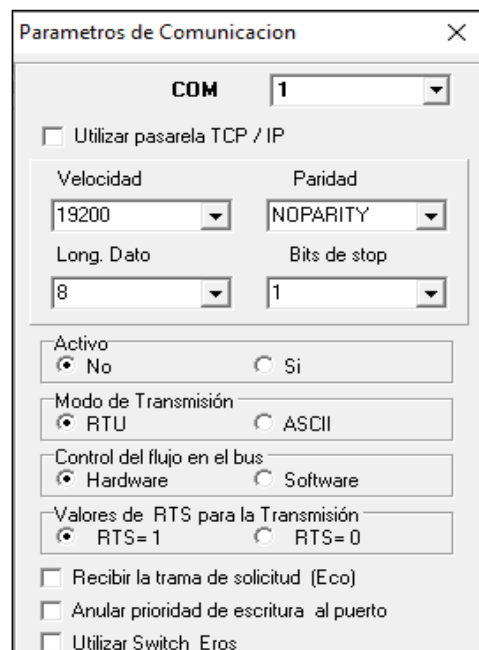 Parametros de Comunicacion
COM 1
Utilizar pasarela TCP / IP
Velocidad Paridad
19200 NOPARITY
Long. Dato Bits de stop
8 1
Activo
No Si
Modo de Transmisión
RTU ASCII
Control del flujo en el bus
Hardware Software
Valores de RTS para la Transmisión
RTS= 1 RTS= 0
Recibir la trama de solicitud (Eco)
Anular prioridad de escritura al puerto
Utilizar Switch Eros